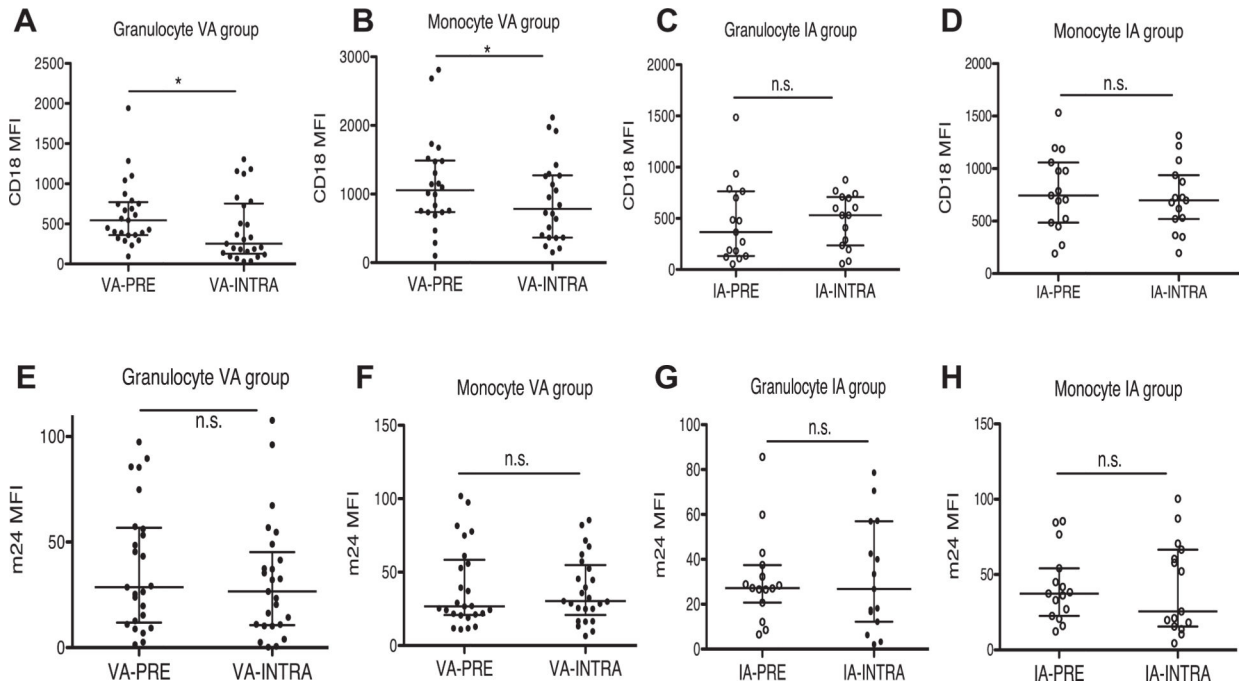 A
Granulocyte VA group
CD18 MFI
2500
2000
1500
1000
500
0
*
VA-PRE
VA-INTRA
B
Monocyte VA group
CD18 MFI
3000
2000
1000
0
*
VA-PRE
VA-INTRA
C
Granulocyte IA group
CD18 MFI
2000
1500
1000
500
0
n.s.
IA-PRE
IA-INTRA
D
Monocyte IA group
CD18 MFI
2000
1500
1000
500
0
n.s.
IA-PRE
IA-INTRA
E
Granulocyte VA group
m24 MFI
100
50
0
n.s.
VA-PRE
VA-INTRA
F
Monocyte VA group
m24 MFI
150
100
50
0
n.s.
VA-PRE
VA-INTRA
G
Granulocyte IA group
m24 MFI
100
80
60
40
20
0
n.s.
IA-PRE
IA-INTRA
H
Monocyte IA group
m24 MFI
150
100
50
0
n.s.
IA-PRE
IA-INTRA